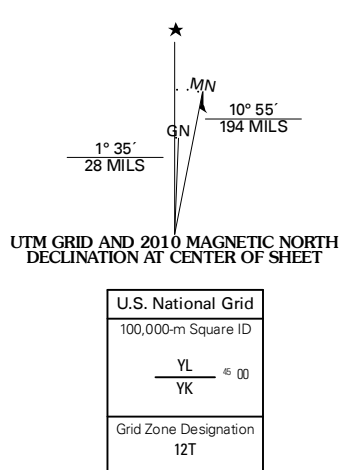 ★
MN
GN
10° 55´
194 MILS
1° 35´
28 MILS
UTM GRID AND 2010 MAGNETIC NORTH
DECLINATION AT CENTER OF SHEET
U.S. National Grid
100,000-m Square ID
YL
45 00
YK
Grid Zone Designation
12T